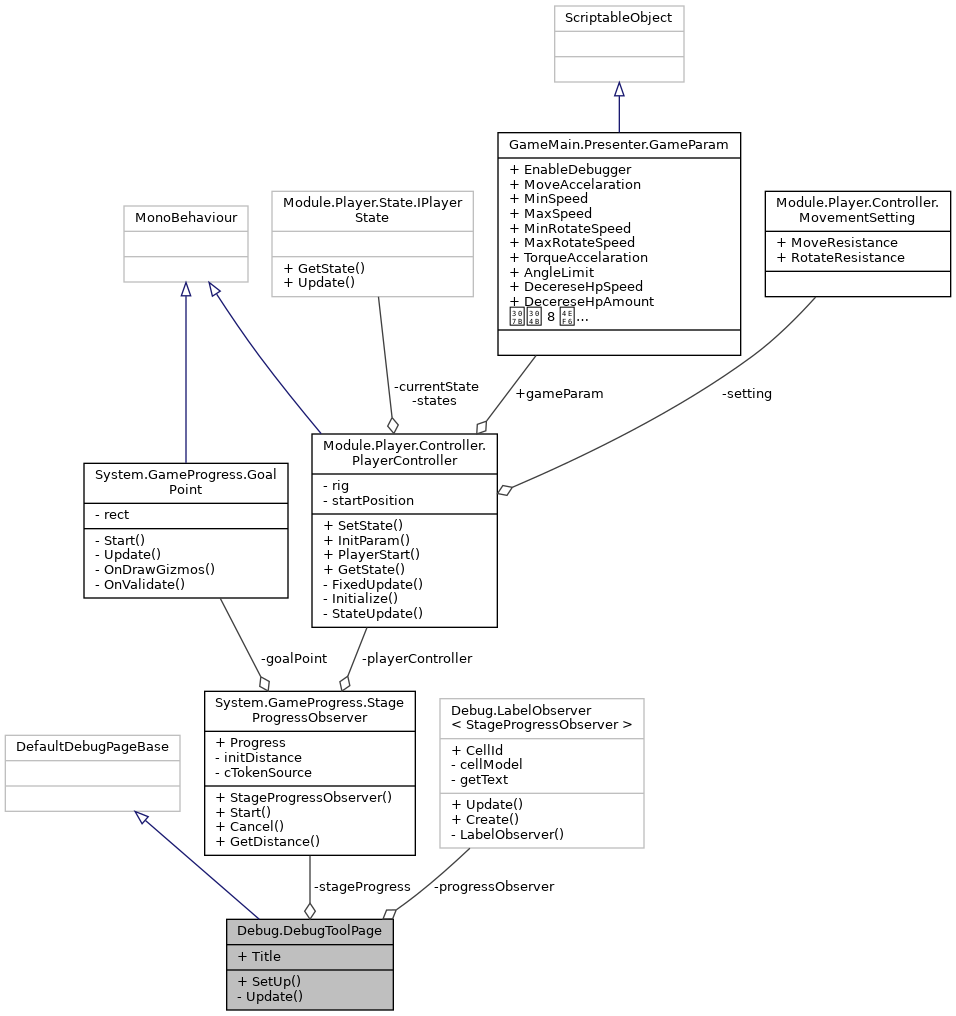 ScriptableObject
GameMain.Presenter.GameParam
+ EnableDebugger
+ MoveAccelaration
+ MinSpeed
+ MaxSpeed
+ MinRotateSpeed
+ MaxRotateSpeed
+ TorqueAccelaration
+ AngleLimit
+ DecereseHpSpeed
+ DecereseHpAmount
307B 304B 8 4EF6...
Module.Player.State.IPlayer
State
+ GetState()
+ Update()
Module.Player.Controller.
MovementSetting
+ MoveResistance
+ RotateResistance
MonoBehaviour
-currentState
-states
+gameParam
-setting
System.GameProgress.Goal
Point
- rect
- Start()
- Update()
- OnDrawGizmos()
- OnValidate()
Module.Player.Controller.
PlayerController
- rig
- startPosition
+ SetState()
+ InitParam()
+ PlayerStart()
+ GetState()
- FixedUpdate()
- Initialize()
- StateUpdate()
-goalPoint
-playerController
System.GameProgress.Stage
ProgressObserver
+ Progress
- initDistance
- cTokenSource
+ StageProgressObserver()
+ Start()
+ Cancel()
+ GetDistance()
Debug.LabelObserver
< StageProgressObserver >
+ CellId
- cellModel
- getText
+ Update()
+ Create()
- LabelObserver()
DefaultDebugPageBase
-stageProgress
-progressObserver
Debug.DebugToolPage
+ Title
+ SetUp()
- Update()